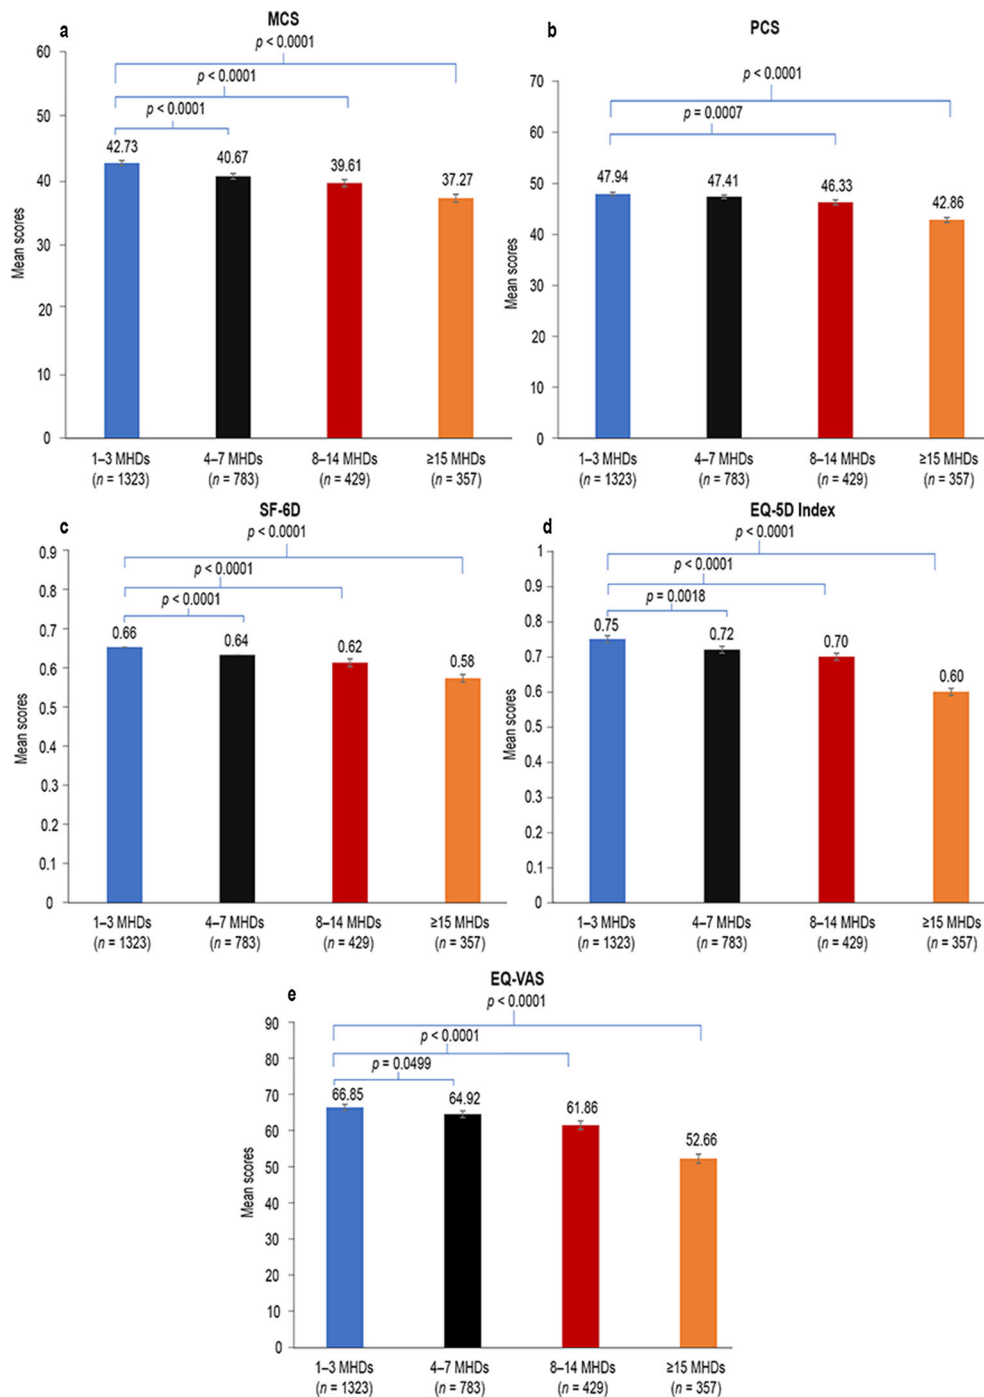 a
MCS
p < 0.0001
p < 0.0001
p < 0.0001
60
50
40
30
20
10
0
Mean scores
42.73
40.67
39.61
37.27
1–3 MHDs
(n = 1323)
4–7 MHDs
(n = 783)
8–14 MHDs
(n = 429)
≥15 MHDs
(n = 357)
b
PCS
p < 0.0001
p = 0.0007
70
60
50
40
30
20
10
0
Mean scores
47.94
47.41
46.33
42.86
1–3 MHDs
(n = 1323)
4–7 MHDs
(n = 783)
8–14 MHDs
(n = 429)
≥15 MHDs
(n = 357)
c
SF-6D
p < 0.0001
p < 0.0001
p < 0.0001
0.9
0.8
0.7
0.6
0.5
0.4
0.3
0.2
0.1
0
Mean scores
0.66
0.64
0.62
0.58
1–3 MHDs
(n = 1323)
4–7 MHDs
(n = 783)
8–14 MHDs
(n = 429)
≥15 MHDs
(n = 357)
d
EQ-5D Index
p < 0.0001
p < 0.0001
p = 0.0018
1
0.9
0.8
0.7
0.6
0.5
0.4
0.3
0.2
0.1
0
Mean scores
0.75
0.72
0.70
0.60
1–3 MHDs
(n = 1323)
4–7 MHDs
(n = 783)
8–14 MHDs
(n = 429)
≥15 MHDs
(n = 357)
e
EQ-VAS
p < 0.0001
p < 0.0001
p = 0.0499
90
80
70
60
50
40
30
20
10
0
Mean scores
66.85
64.92
61.86
52.66
1–3 MHDs
(n = 1323)
4–7 MHDs
(n = 783)
8–14 MHDs
(n = 429)
≥15 MHDs
(n = 357)